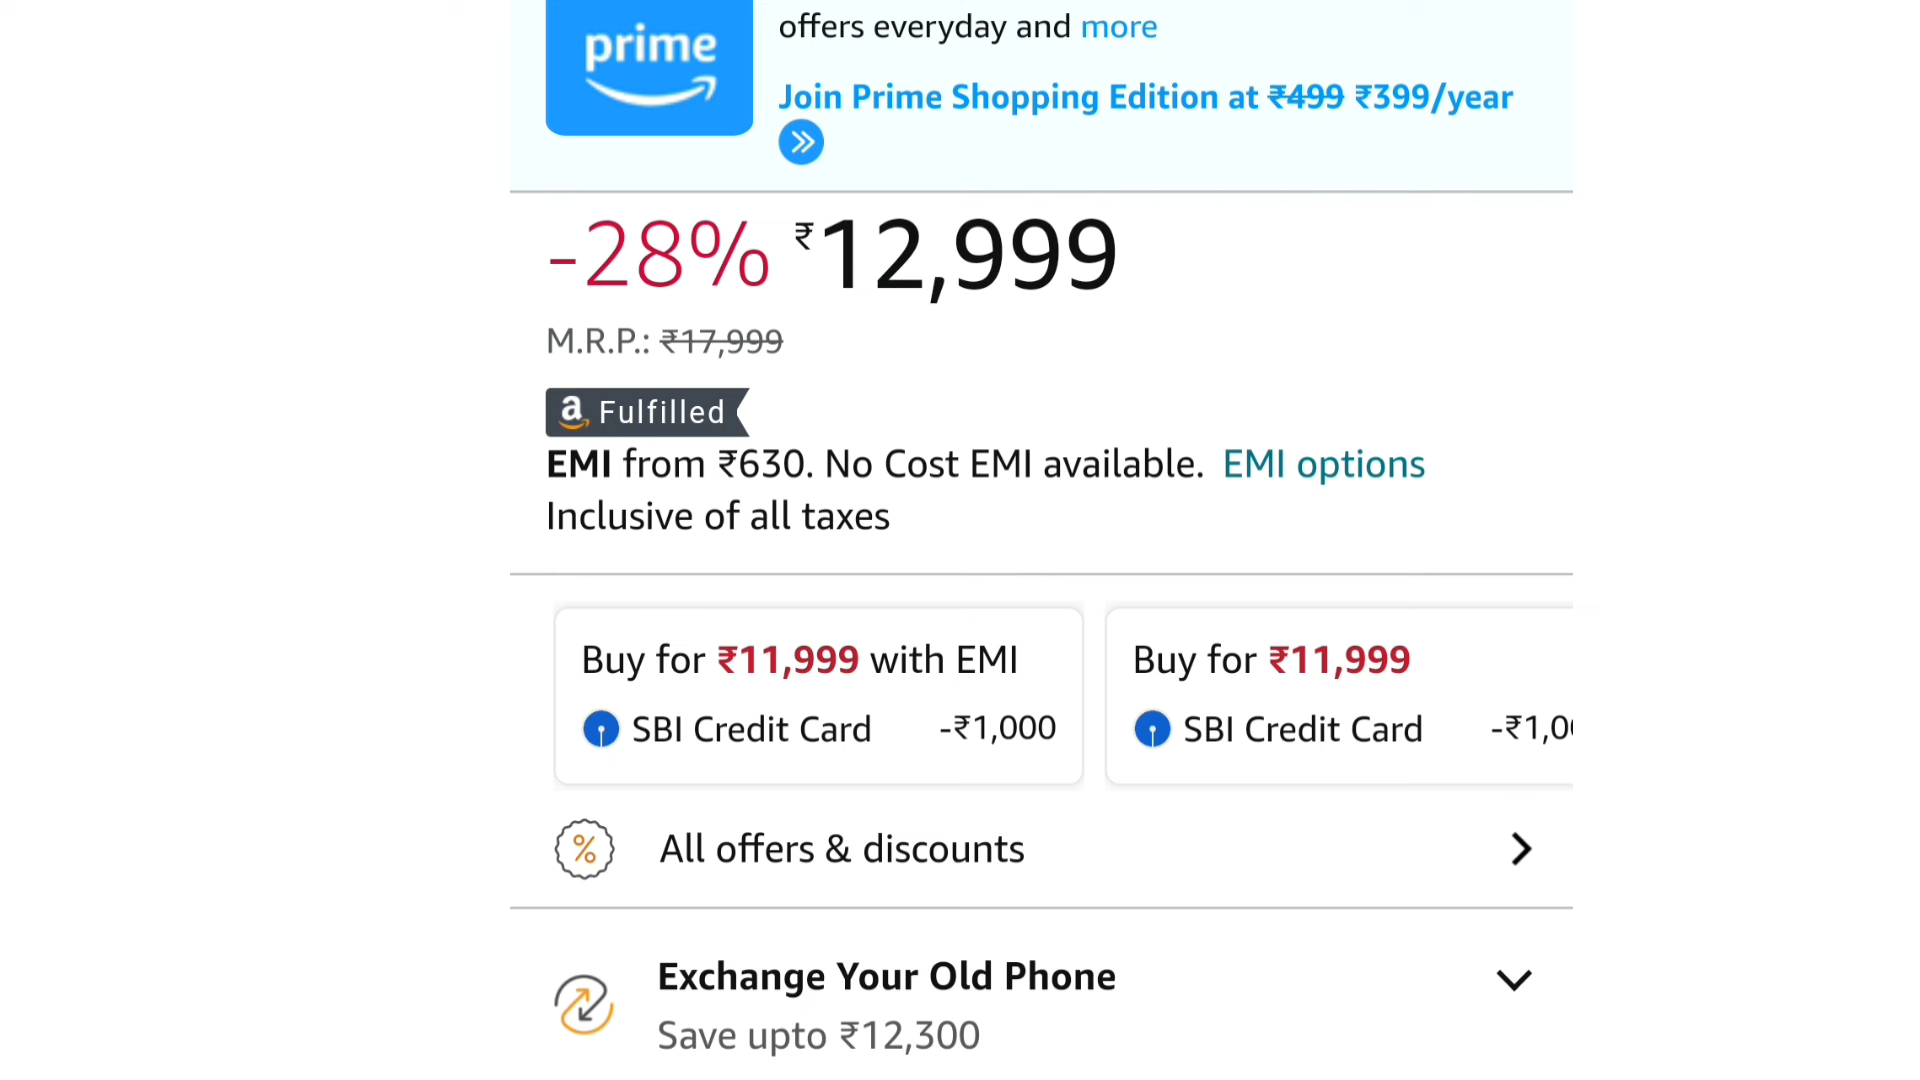 prime
offers everyday and more
Join Prime Shopping Edition at ₹499 ₹399/year
-28% ₹12,999
M.R.P.: ₹17,999
a Fulfilled
EMI from ₹630. No Cost EMI available. EMI options
Inclusive of all taxes
Buy for ₹11,999 with EMI
SBI Credit Card -₹1,000
Buy for ₹11,999
SBI Credit Card
% All offers & discounts
Exchange Your Old Phone
Save upto ₹12,300